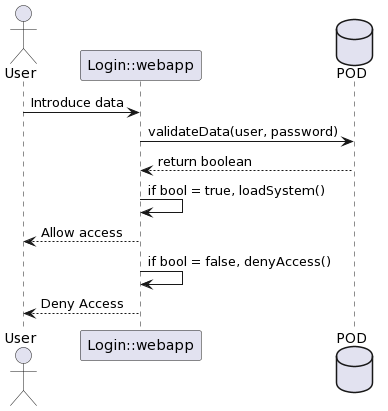 User
Login::webapp
POD
Introduce data
validateData(user, password)
return boolean
if bool = true, loadSystem()
Allow access
if bool = false, denyAccess()
Deny Access
User
Login::webapp
POD